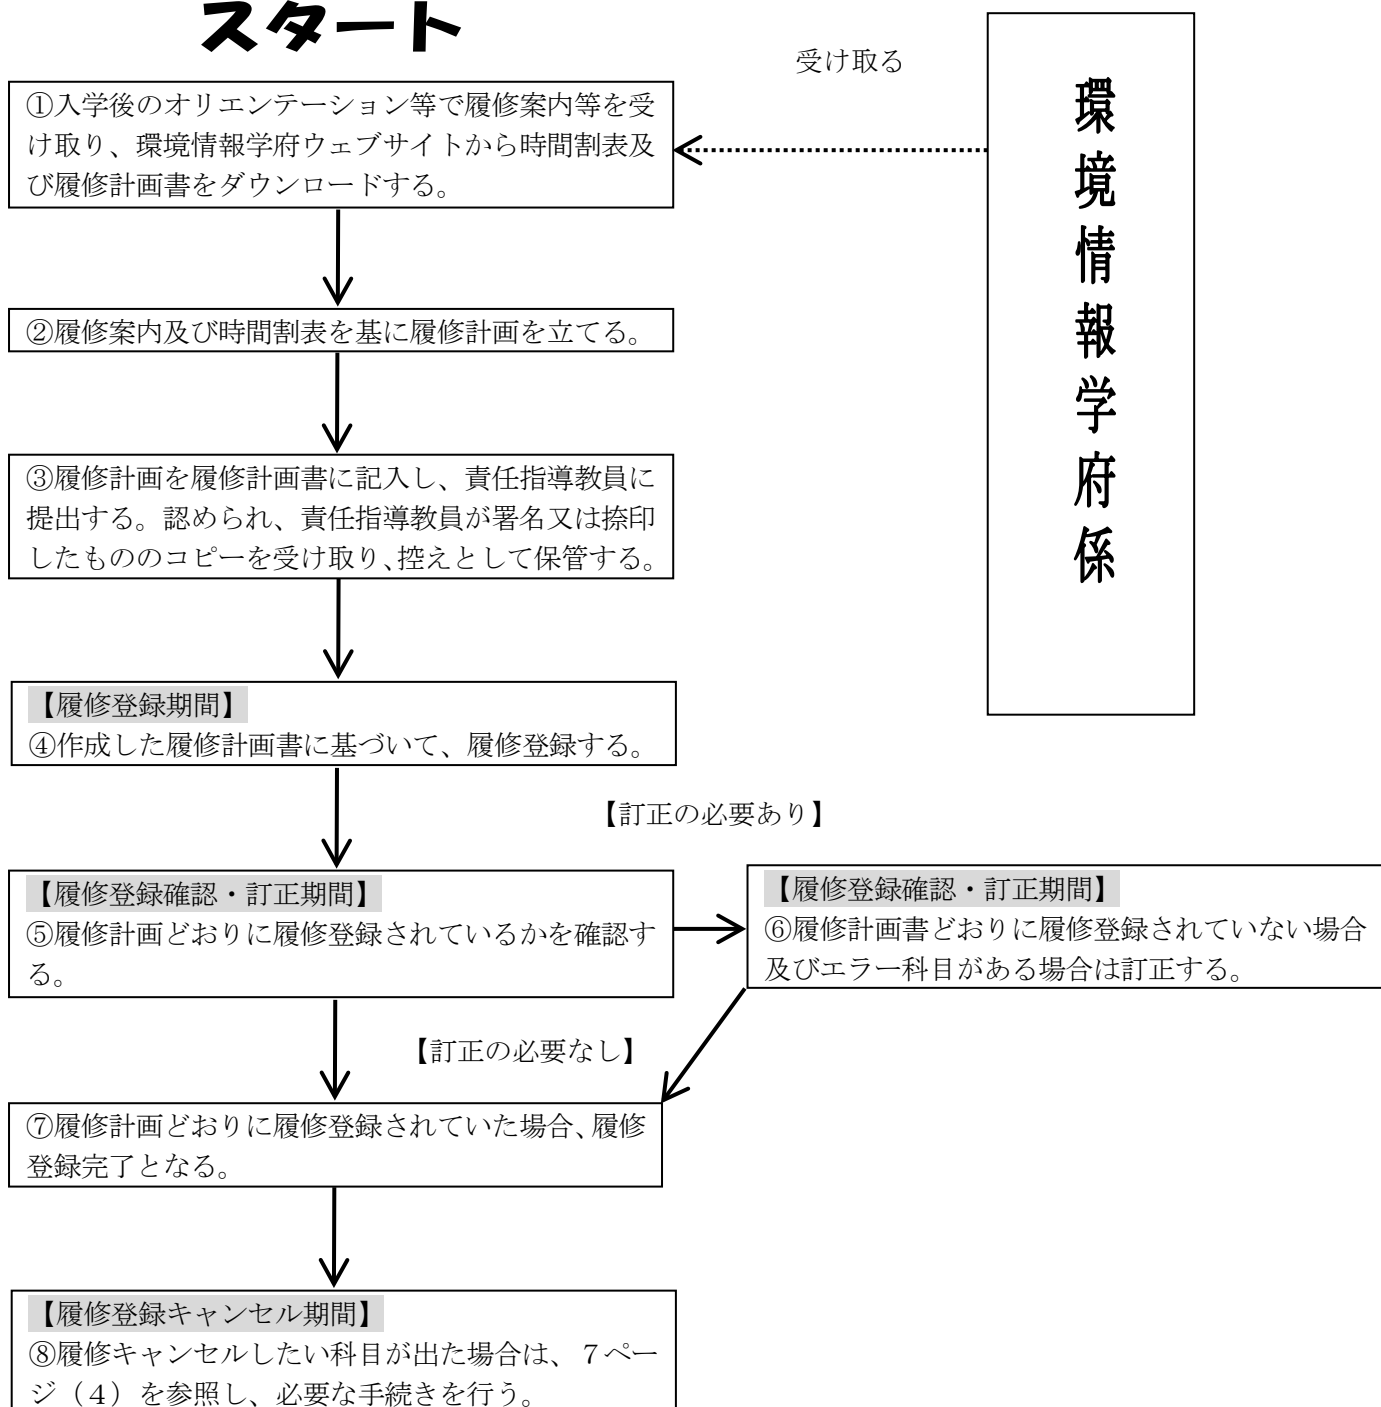 スタート
受け取る
環境情報学府係
①入学後のオリエンテーション等で履修案内等を受
け取り、環境情報学府ウェブサイトから時間割表及
び履修計画書をダウンロードする。
②履修案内及び時間割表を基に履修計画を立てる。
③履修計画を履修計画書に記入し、責任指導教員に
提出する。認められ、責任指導教員が署名又は捺印
したもののコピーを受け取り、控えとして保管する。
【履修登録期間】
④作成した履修計画書に基づいて、履修登録する。
【訂正の必要あり】
【履修登録確認・訂正期間】
⑤履修計画どおりに履修登録されているかを確認す
る。
【履修登録確認・訂正期間】
⑥履修計画書どおりに履修登録されていない場合
及びエラー科目がある場合は訂正する。
【訂正の必要なし】
⑦履修計画どおりに履修登録されていた場合、履修
登録完了となる。
【履修登録キャンセル期間】
⑧履修キャンセルしたい科目が出た場合は、７ペー
ジ（４）を参照し、必要な手続きを行う。